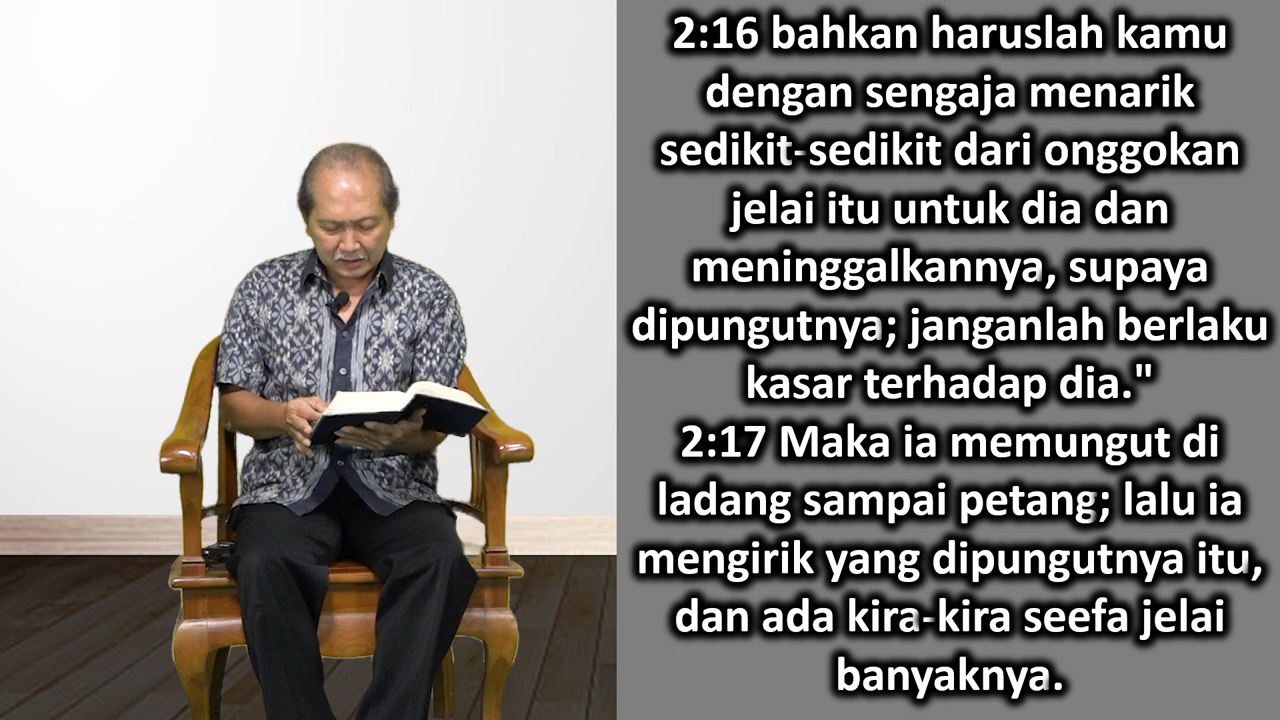 2:16 bahkan haruslah kamu
dengan sengaja menarik
sedikit-sedikit dari onggokan
jelai itu untuk dia dan
meninggalkannya, supaya
dipungutnya; janganlah berlaku
kasar terhadap dia."
2:17 Maka ia memungut di
ladang sampai petang; lalu ia
mengirik yang dipungutnya itu,
dan ada kira-kira seefa jelai
banyaknya.